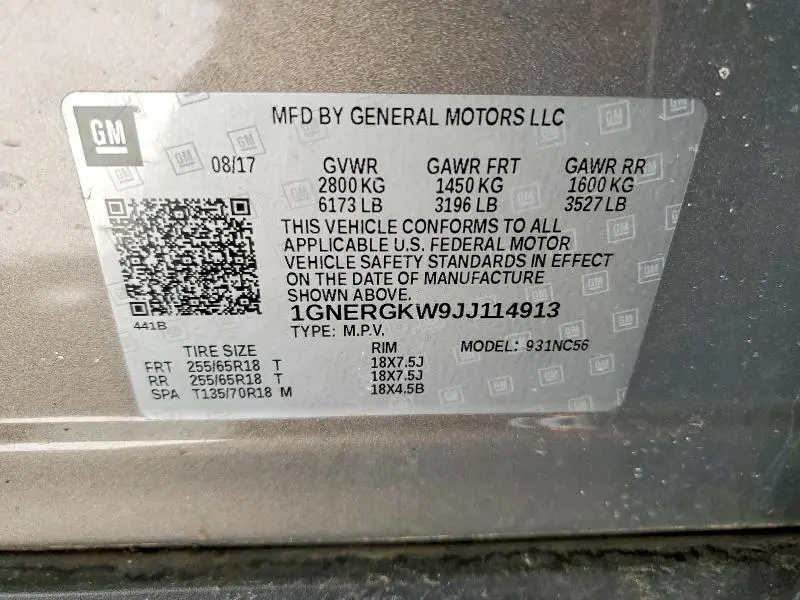 GM
MFD BY GENERAL MOTORS LLC
08/17 GVWR GAWR FRT GAWR RR
2800 KG 1450 KG 1600 KG
6173 LB 3196 LB 3527 LB
THIS VEHICLE CONFORMS TO ALL
APPLICABLE U.S. FEDERAL MOTOR
VEHICLE SAFETY STANDARDS IN EFFECT
ON THE DATE OF MANUFACTURE
SHOWN ABOVE.
1GNERGKW9JJ114913
441B
TYPE: M.P.V.
TIRE SIZE RIM MODEL: 931NC56
FRT 255/65R18 T 18X7.5J
RR 255/65R18 T 18X7.5J
SPA T135/70R18 M 18X4.5B